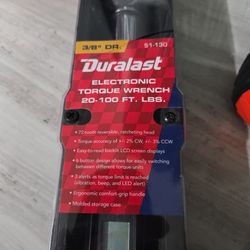 3/8" DR.
51-130
Duralast
ELECTRONIC
TORQUE WRENCH
20-100 FT. LBS.
• 72-tooth reversible, ratcheting head
• Torque accuracy of +/- 2% CW, +/- 3% CCW
• Easy-to-read backlit LCD screen displays
• 6 button design allows for easily switching
between different torque units
• 3 alerts as torque limit is reached
(vibration, beep, and LED alert)
• Ergonomic comfort-grip handle
• Molded storage case